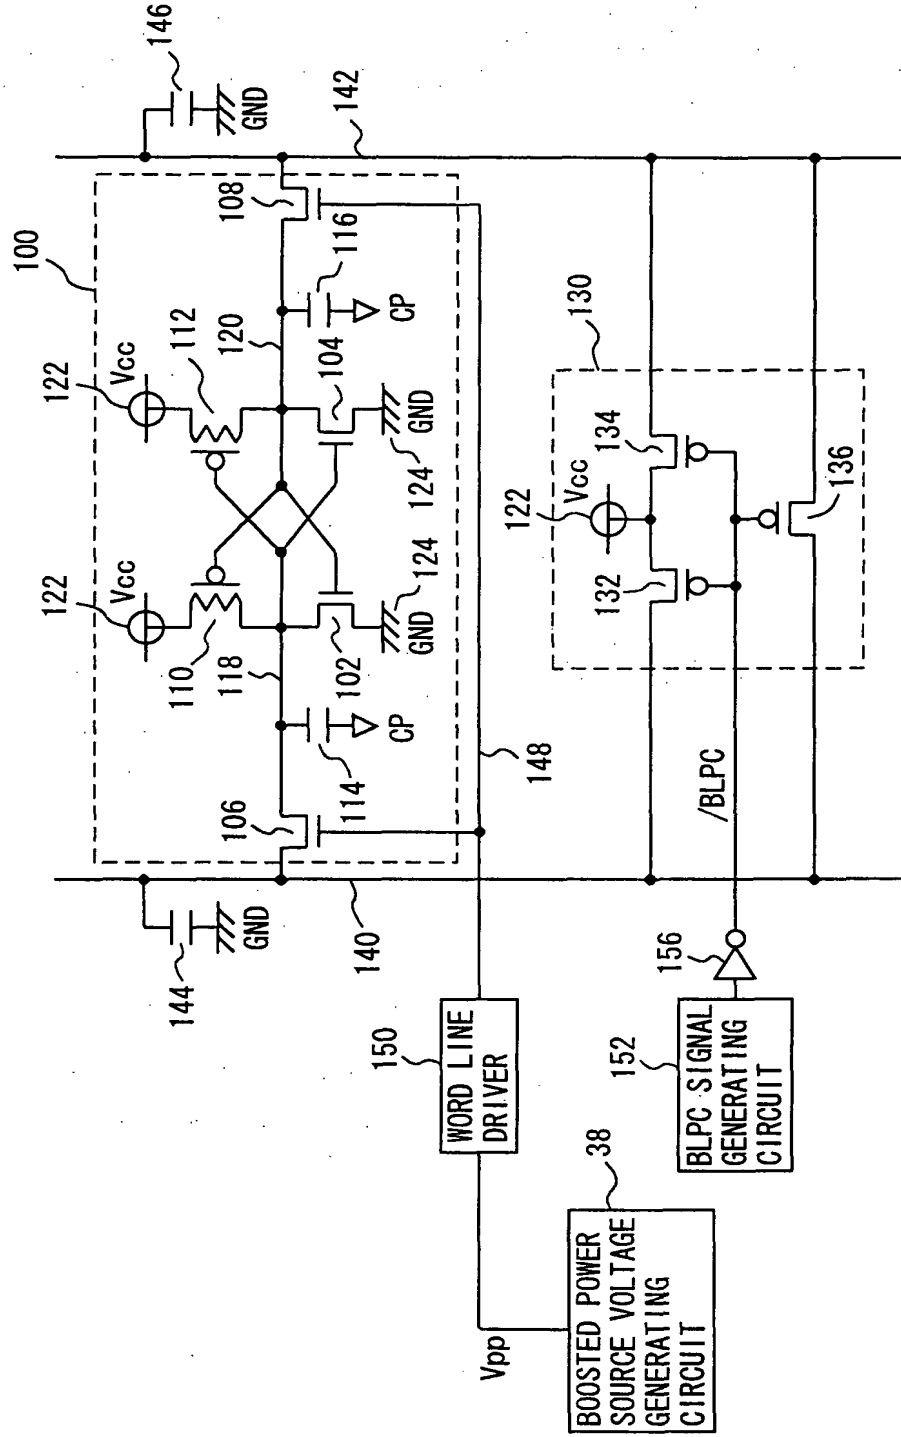 100
122
122
Vcc
Vcc
146
144
110
112
118
120
GND
106
108
GND
114
102
104
116
140
142
CP
CP
GND
124
124
GND
150
WORD LINE
DRIVER
148
Vpp
122
130
Vcc
38
BOOSTED POWER
SOURCE VOLTAGE
GENERATING
CIRCUIT
132
134
152
156
BLPC SIGNAL
GENERATING
CIRCUIT
/BLPC
136